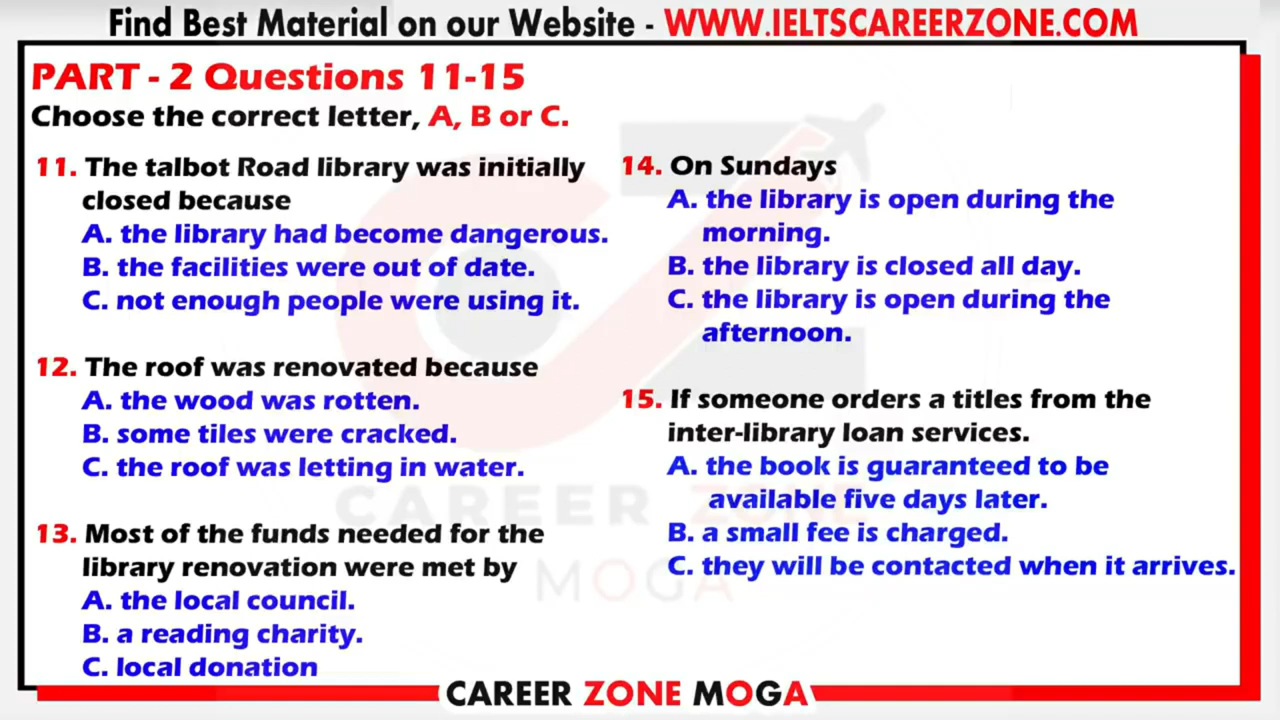 Find Best Material on our Website - WWW.IELTSCAREERZONE.COM
PART - 2 Questions 11-15
Choose the correct letter, A, B or C.
11. The talbot Road library was initially
closed because
A. the library had become dangerous.
B. the facilities were out of date.
C. not enough people were using it.
12. The roof was renovated because
A. the wood was rotten.
B. some tiles were cracked.
C. the roof was letting in water.
13. Most of the funds needed for the
library renovation were met by
A. the local council.
B. a reading charity.
C. local donation
14. On Sundays
A. the library is open during the
morning.
B. the library is closed all day.
C. the library is open during the
afternoon.
15. If someone orders a titles from the
inter-library loan services.
A. the book is guaranteed to be
available five days later.
B. a small fee is charged.
C. they will be contacted when it arrives.
CAREER ZONE
MOGA
CAREER ZONE MOGA